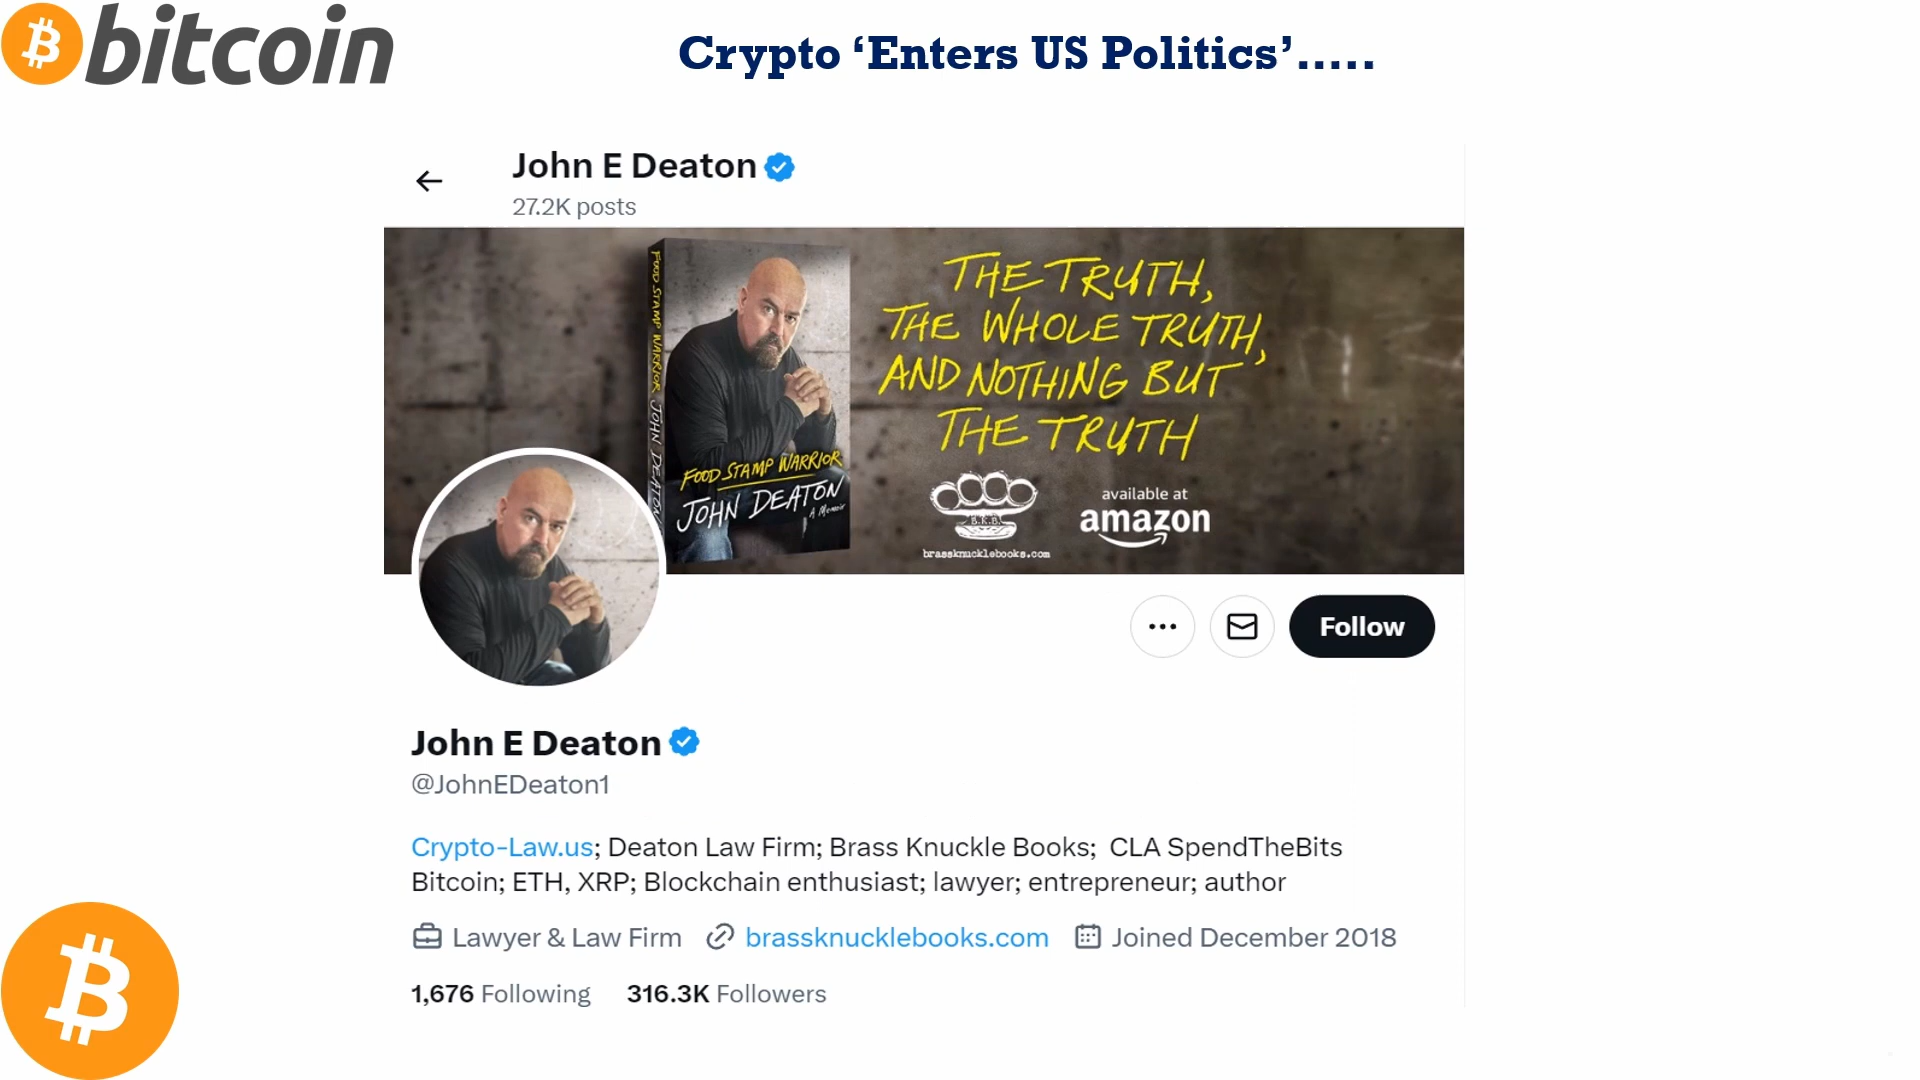 bitcoin
Crypto ‘Enters US Politics’.....
John E Deaton
27.2K posts
FOOD STAMP WARRIOR JOHN DEATON
FOOD STAMP WARRIOR
JOHN DEATON
A Memoir
THE TRUTH,
THE WHOLE TRUTH,
AND NOTHING BUT
THE TRUTH
B.K.B.
brassknucklebooks.com
available at
amazon
Follow
John E Deaton
@JohnEDeaton1
Crypto-Law.us; Deaton Law Firm; Brass Knuckle Books; CLA SpendTheBits
Bitcoin; ETH, XRP; Blockchain enthusiast; lawyer; entrepreneur; author
Lawyer & Law Firm brassknucklebooks.com Joined December 2018
1,676 Following 316.3K Followers